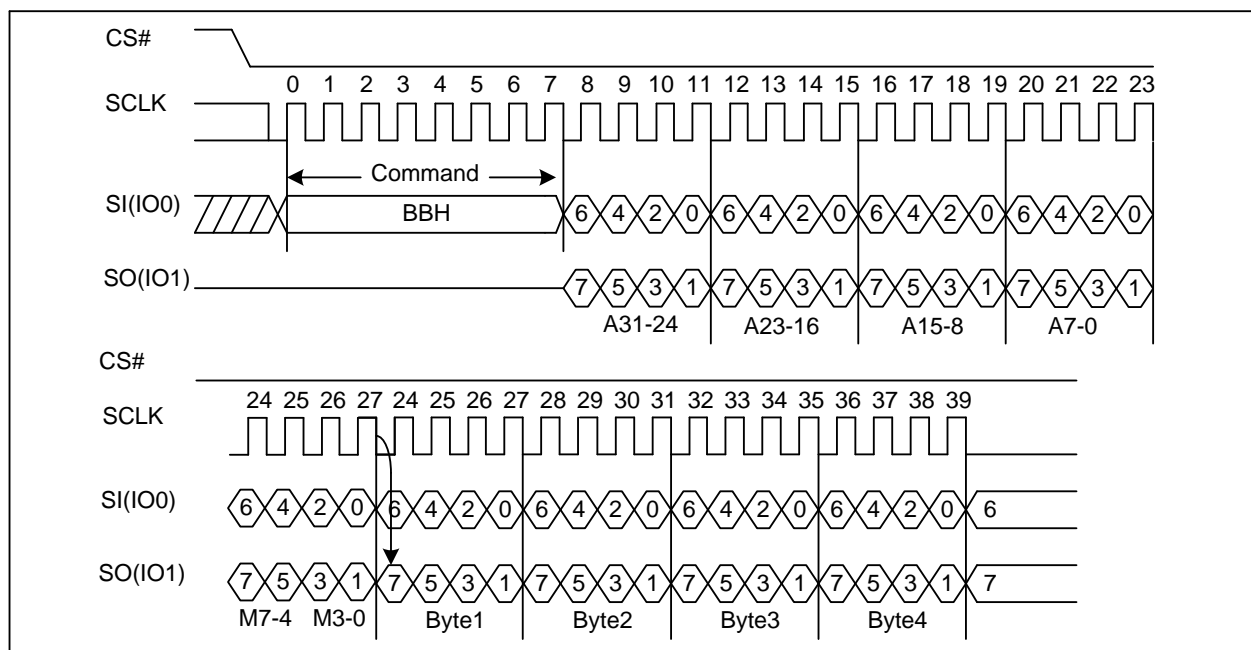 CS#
0 1 2 3 4 5 6 7 8 9 10 11 12 13 14 15 16 17 18 19 20 21 22 23
SCLK
Command
SI(IO0) BBH 6 4 2 0 6 4 2 0 6 4 2 0 6 4 2 0
SO(IO1) 7 5 3 1 7 5 3 1 7 5 3 1 7 5 3 1
A31-24 A23-16 A15-8 A7-0
CS#
24 25 26 27 24 25 26 27 28 29 30 31 32 33 34 35 36 37 38 39
SCLK
SI(IO0) 6 4 2 0 6 4 2 0 6 4 2 0 6 4 2 0 6 4 2 0 6
SO(IO1) 7 5 3 1 7 5 3 1 7 5 3 1 7 5 3 1 7 5 3 1 7
M7-4 M3-0 Byte1 Byte2 Byte3 Byte4